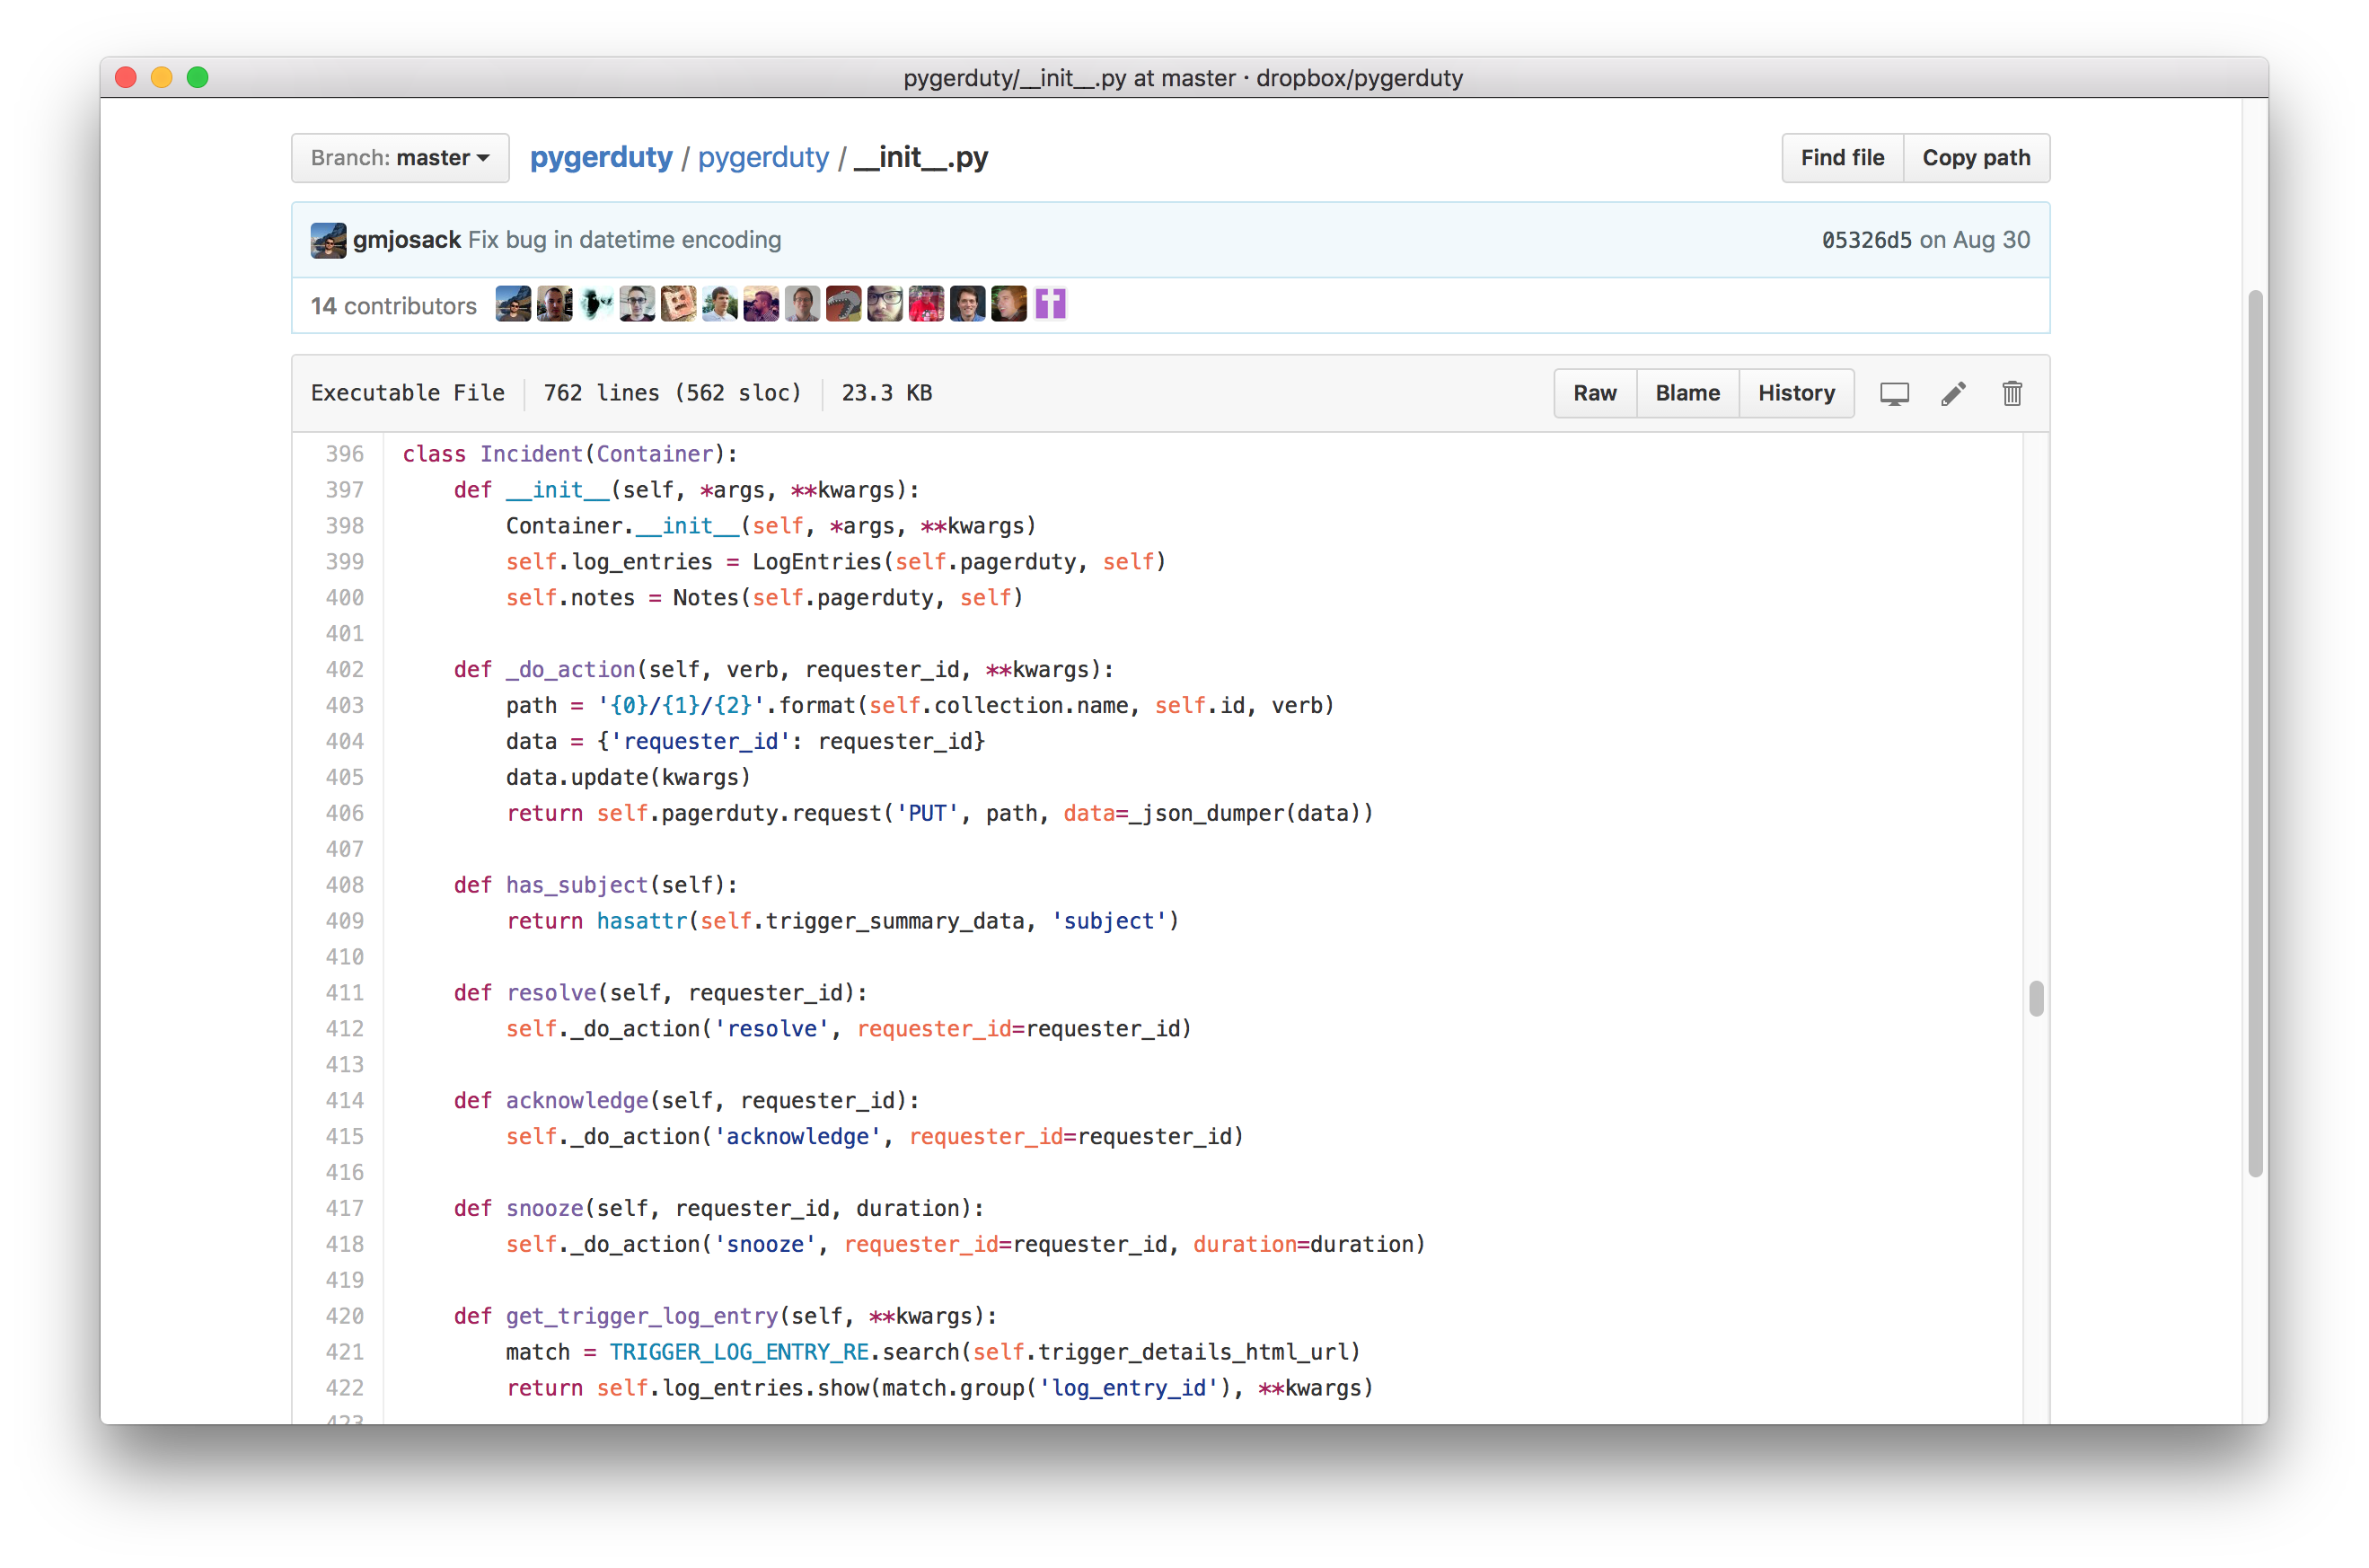 pygerduty/__init__.py at master · dropbox/pygerduty
Branch: master pygerduty / pygerduty / __init__.py Find file Copy path
gmjosack Fix bug in datetime encoding 05326d5 on Aug 30
14 contributors
Executable File 762 lines (562 sloc) 23.3 KB Raw Blame History
396 class Incident(Container):
397     def __init__(self, *args, **kwargs):
398         Container.__init__(self, *args, **kwargs)
399         self.log_entries = LogEntries(self.pagerduty, self)
400         self.notes = Notes(self.pagerduty, self)
401
402     def _do_action(self, verb, requester_id, **kwargs):
403         path = '{0}/{1}/{2}'.format(self.collection.name, self.id, verb)
404         data = {'requester_id': requester_id}
405         data.update(kwargs)
406         return self.pagerduty.request('PUT', path, data=_json_dumper(data))
407
408     def has_subject(self):
409         return hasattr(self.trigger_summary_data, 'subject')
410
411     def resolve(self, requester_id):
412         self._do_action('resolve', requester_id=requester_id)
413
414     def acknowledge(self, requester_id):
415         self._do_action('acknowledge', requester_id=requester_id)
416
417     def snooze(self, requester_id, duration):
418         self._do_action('snooze', requester_id=requester_id, duration=duration)
419
420     def get_trigger_log_entry(self, **kwargs):
421         match = TRIGGER_LOG_ENTRY_RE.search(self.trigger_details_html_url)
422         return self.log_entries.show(match.group('log_entry_id'), **kwargs)
423